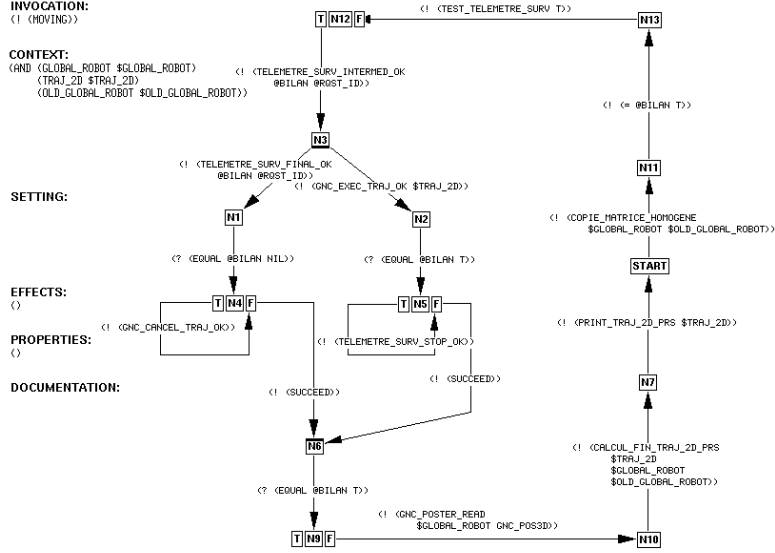 INVOCATION:
(! (MOVING))
CONTEXT:
(AND (GLOBAL_ROBOT $GLOBAL_ROBOT)
(TRAJ_2D $TRAJ_2D)
(OLD_GLOBAL_ROBOT $OLD_GLOBAL_ROBOT))
SETTING:
EFFECTS:
()
PROPERTIES:
()
DOCUMENTATION:
T N12 F
(! (TEST_TELEMETRE_SURV T))
N13
(! (TELEMETRE_SURV_INTERMED_OK
@BILAN @RQST_ID))
(! (= @BILAN T))
N3
(! (TELEMETRE_SURV_FINAL_OK
@BILAN @RQST_ID))
(! (GNC_EXEC_TRAJ_OK $TRAJ_2D))
N11
N1
N2
(! (COPIE_MATRICE_HOMOGENE
$GLOBAL_ROBOT $OLD_GLOBAL_ROBOT))
(? (EQUAL @BILAN NIL))
(? (EQUAL @BILAN T))
START
T N4 F
T N5 F
(! (GNC_CANCEL_TRAJ_OK))
(! (TELEMETRE_SURV_STOP_OK))
(! (PRINT_TRAJ_2D_PRS $TRAJ_2D))
(! (SUCCEED))
(! (SUCCEED))
N7
N6
(! (CALCUL_FIN_TRAJ_2D_PRS
$TRAJ_2D
$GLOBAL_ROBOT
$OLD_GLOBAL_ROBOT))
(? (EQUAL @BILAN T))
(! (GNC_POSTER_READ
$GLOBAL_ROBOT GNC_POS3D))
T N9 F
N10